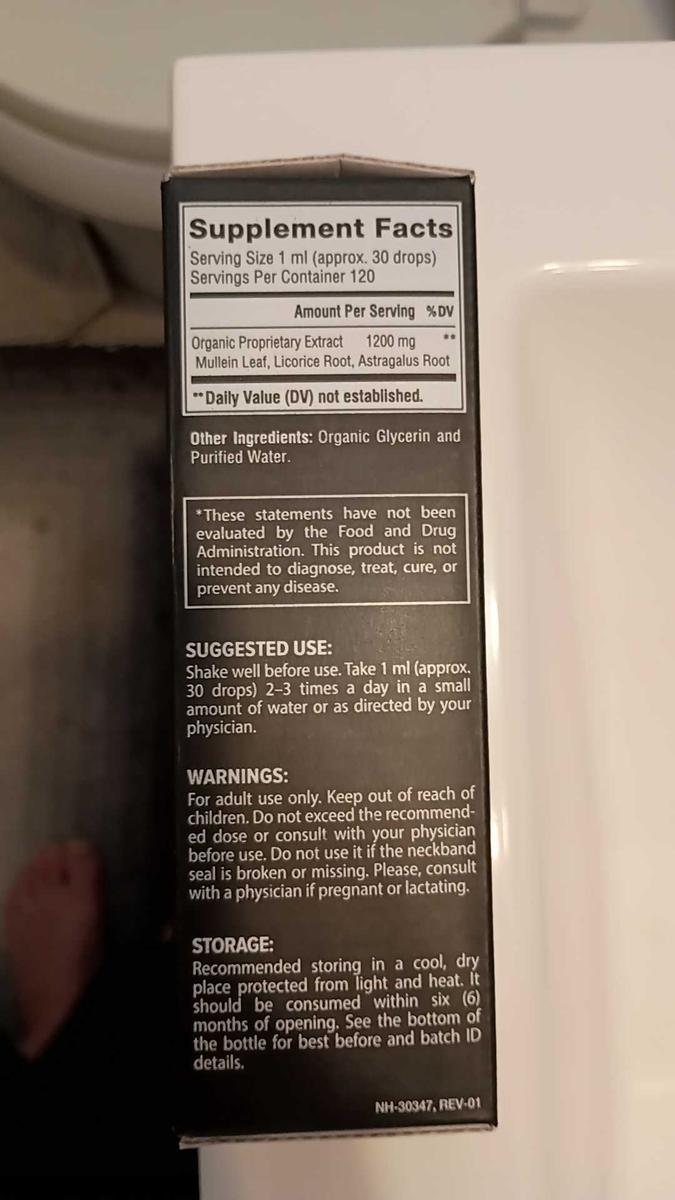 Supplement Facts
Serving Size 1 ml (approx. 30 drops)
Servings Per Container 120
Amount Per Serving %DV
Organic Proprietary Extract 1200 mg **
Mullein Leaf, Licorice Root, Astragalus Root
**Daily Value (DV) not established.
Other Ingredients: Organic Glycerin and
Purified Water.
*These statements have not been
evaluated by the Food and Drug
Administration. This product is not
intended to diagnose, treat, cure, or
prevent any disease.
SUGGESTED USE:
Shake well before use. Take 1 ml (approx.
30 drops) 2–3 times a day in a small
amount of water or as directed by your
physician.
WARNINGS:
For adult use only. Keep out of reach of
children. Do not exceed the recommend-
ed dose or consult with your physician
before use. Do not use it if the neckband
seal is broken or missing. Please, consult
with a physician if pregnant or lactating.
STORAGE:
Recommended storing in a cool, dry
place protected from light and heat. It
should be consumed within six (6)
months of opening. See the bottom of
the bottle for best before and batch ID
details.
NH-30347, REV-01